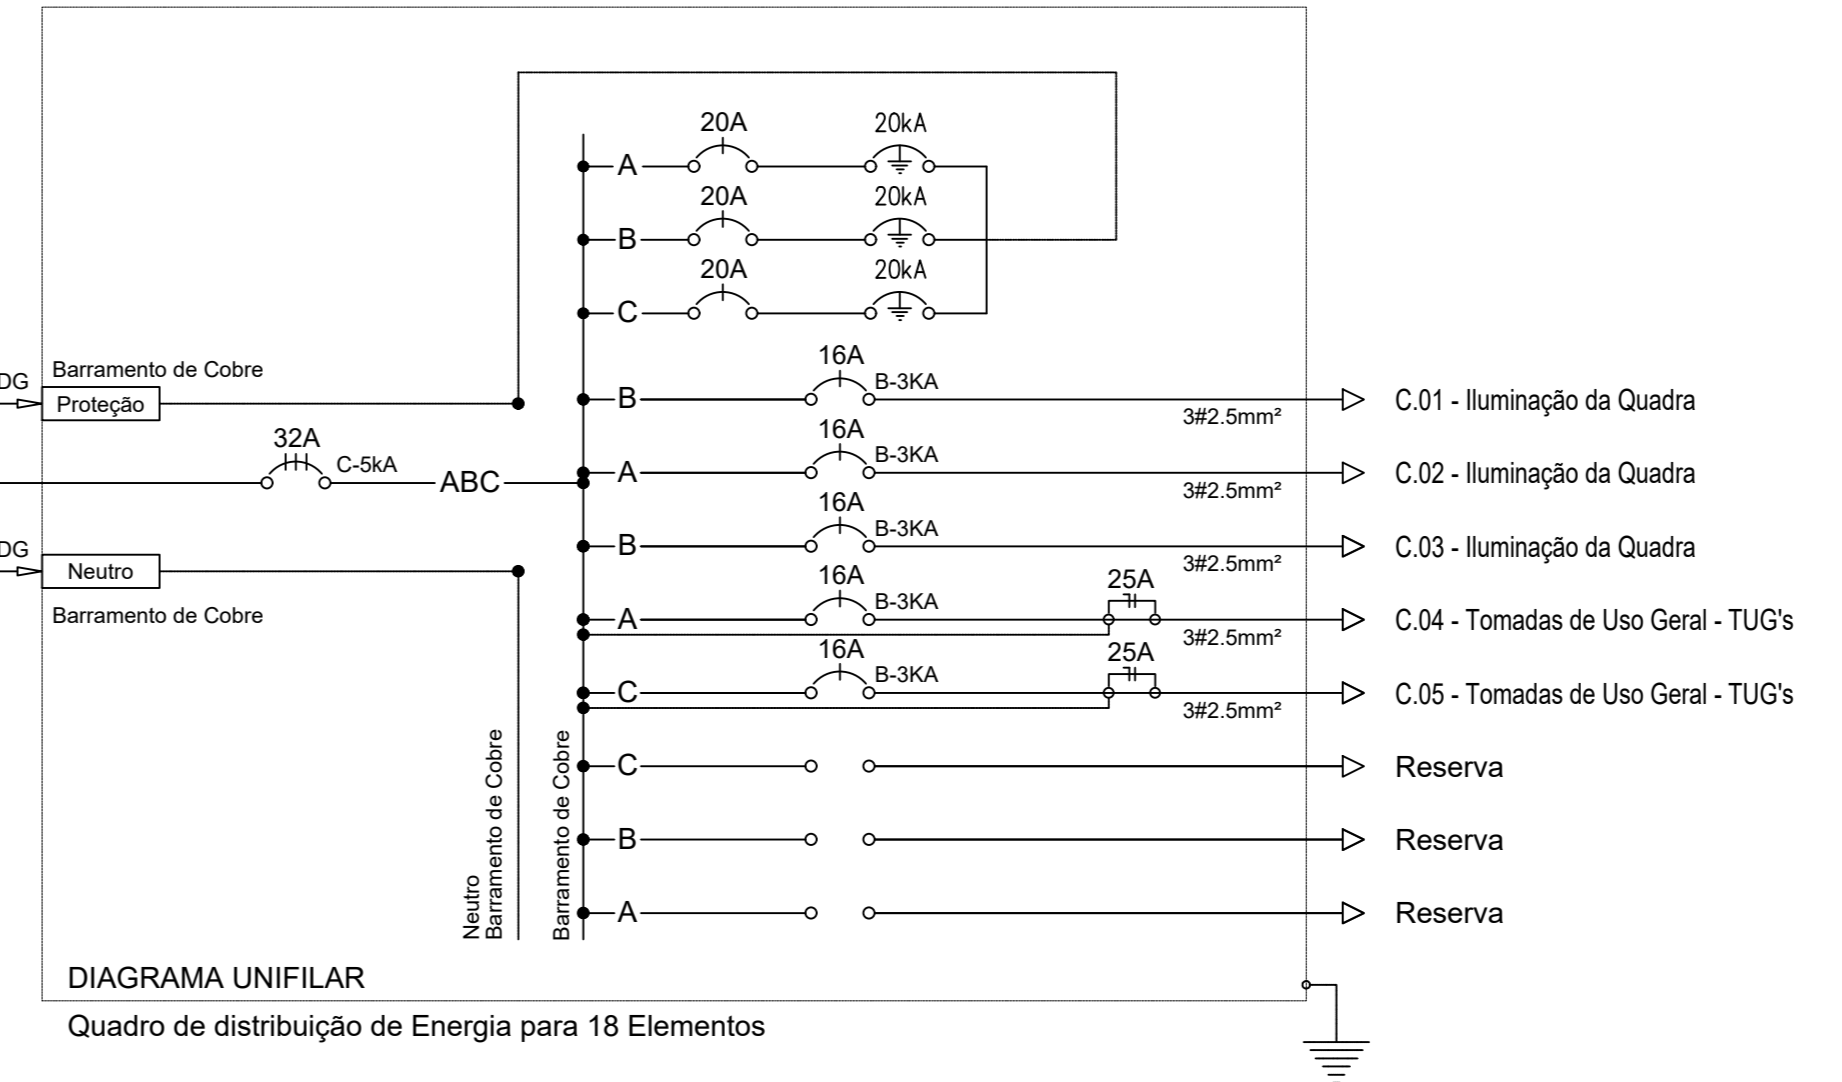 20A
20kA
A
20A
20kA
B
20A
20kA
C
Barramento de Cobre
DG
Proteção
16A
B
B-3KA
3#2.5mm²
C.01 - Iluminação da Quadra
32A
C-5kA
ABC
16A
A
B-3KA
3#2.5mm²
C.02 - Iluminação da Quadra
16A
B
B-3KA
3#2.5mm²
C.03 - Iluminação da Quadra
DG
Neutro
Barramento de Cobre
16A
A
B-3KA
25A
3#2.5mm²
C.04 - Tomadas de Uso Geral - TUG's
16A
C
B-3KA
25A
3#2.5mm²
C.05 - Tomadas de Uso Geral - TUG's
Neutro
Barramento de Cobre
Barramento de Cobre
C
Reserva
B
Reserva
A
Reserva
DIAGRAMA UNIFILAR
Quadro de distribuição de Energia para 18 Elementos